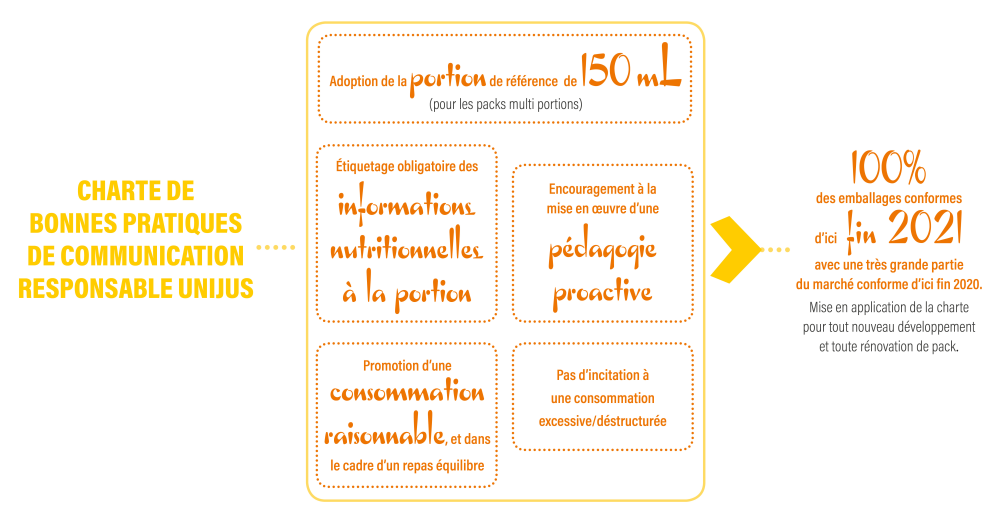 CHARTE DE
BONNES PRATIQUES
DE COMMUNICATION
RESPONSABLE UNIJUS
Adoption de la portion de référence de 150 mL
(pour les packs multi portions)
Étiquetage obligatoire des
informations
nutritionnelles
à la portion
Encouragement à la
mise en œuvre d'une
pédagogie
proactive
Promotion d'une
consommation
raisonnable, et dans
le cadre d'un repas équilibre
Pas d'incitation à
une consommation
excessive/déstructurée
100%
des emballages conformes
d'ici fin 2021
avec une très grande partie
du marché conforme d'ici fin 2020.
Mise en application de la charte
pour tout nouveau développement
et toute rénovation de pack.